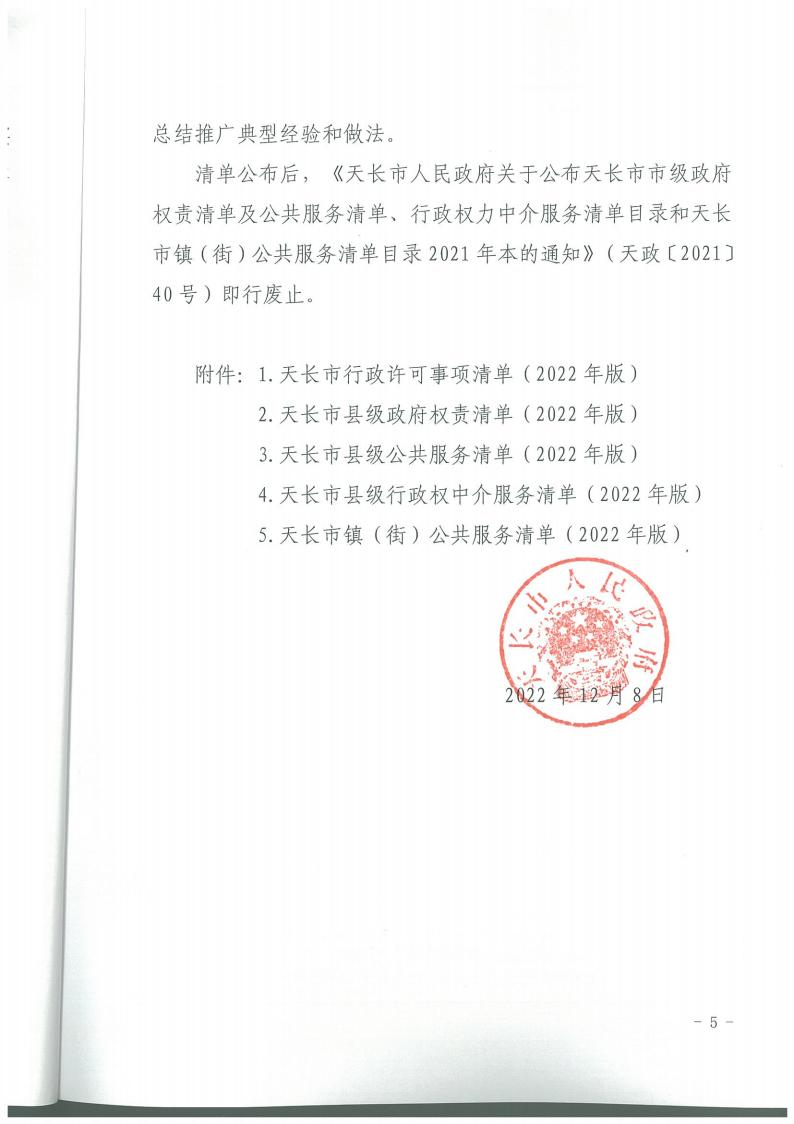 总结推广典型经验和做法。
清单公布后，《天长市人民政府关于公布天长市市级政府
权责清单及公共服务清单、行政权力中介服务清单目录和天长
市镇（街）公共服务清单目录2021年本的通知》（天政〔2021〕
40号）即行废止。
附件：1.天长市行政许可事项清单（2022年版）
2.天长市县级政府权责清单（2022年版）
3.天长市县级公共服务清单（2022年版）
4.天长市县级行政权中介服务清单（2022年版）
5.天长市镇（街）公共服务清单（2022年版）
天长市人民政府
2022年12月8日
- 5 -